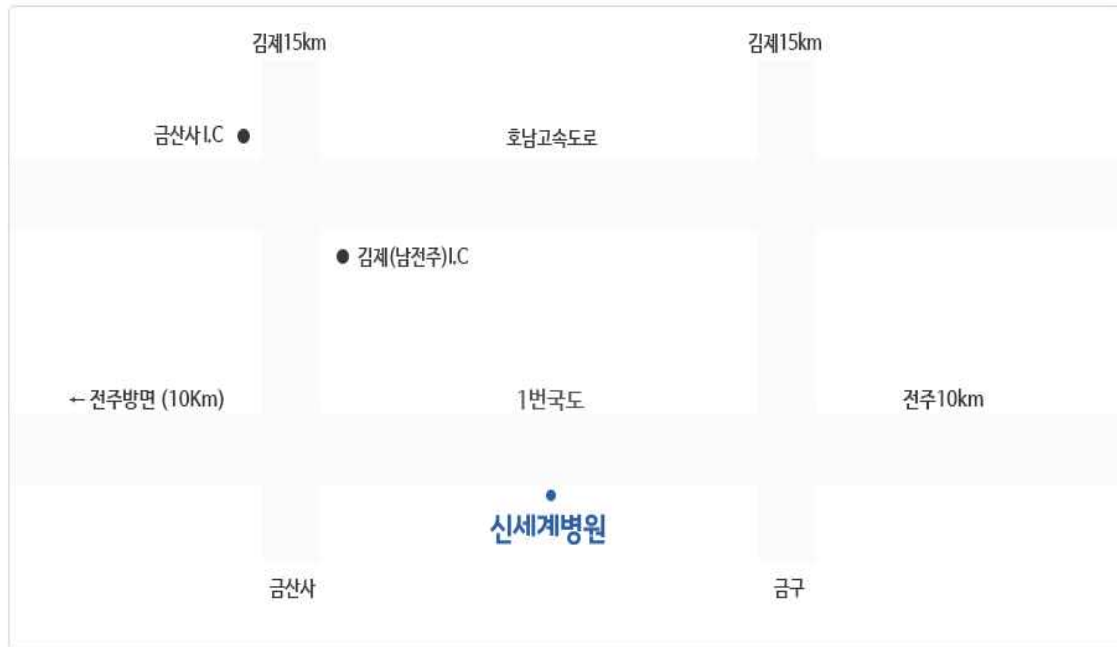 김제15km
김제15km
금산사 I.C
호남고속도로
김제(남전주)I.C
← 전주방면 (10Km)
1번국도
전주10km
신세계병원
금산사
금구